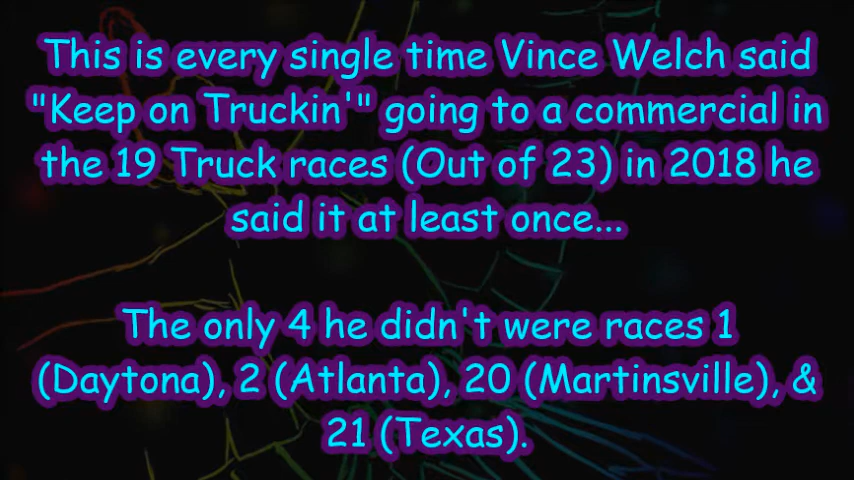 This is every single time Vince Welch said
"Keep on Truckin'" going to a commercial in
the 19 Truck races (Out of 23) in 2018 he
said it at least once...
The only 4 he didn't were races 1
(Daytona), 2 (Atlanta), 20 (Martinsville), &
21 (Texas).